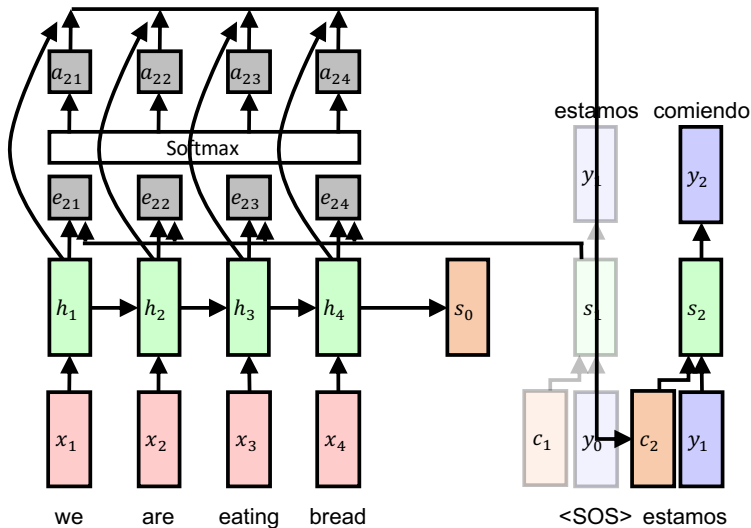 a₂₁ a₂₂ a₂₃ a₂₄
Softmax
estamos comiendo
e₂₁ e₂₂ e₂₃ e₂₄ y₁ y₂
h₁ h₂ h₃ h₄ s₀ s₁ s₂
x₁ x₂ x₃ x₄ c₁ y₀ c₂ y₁
we are eating bread <SOS> estamos